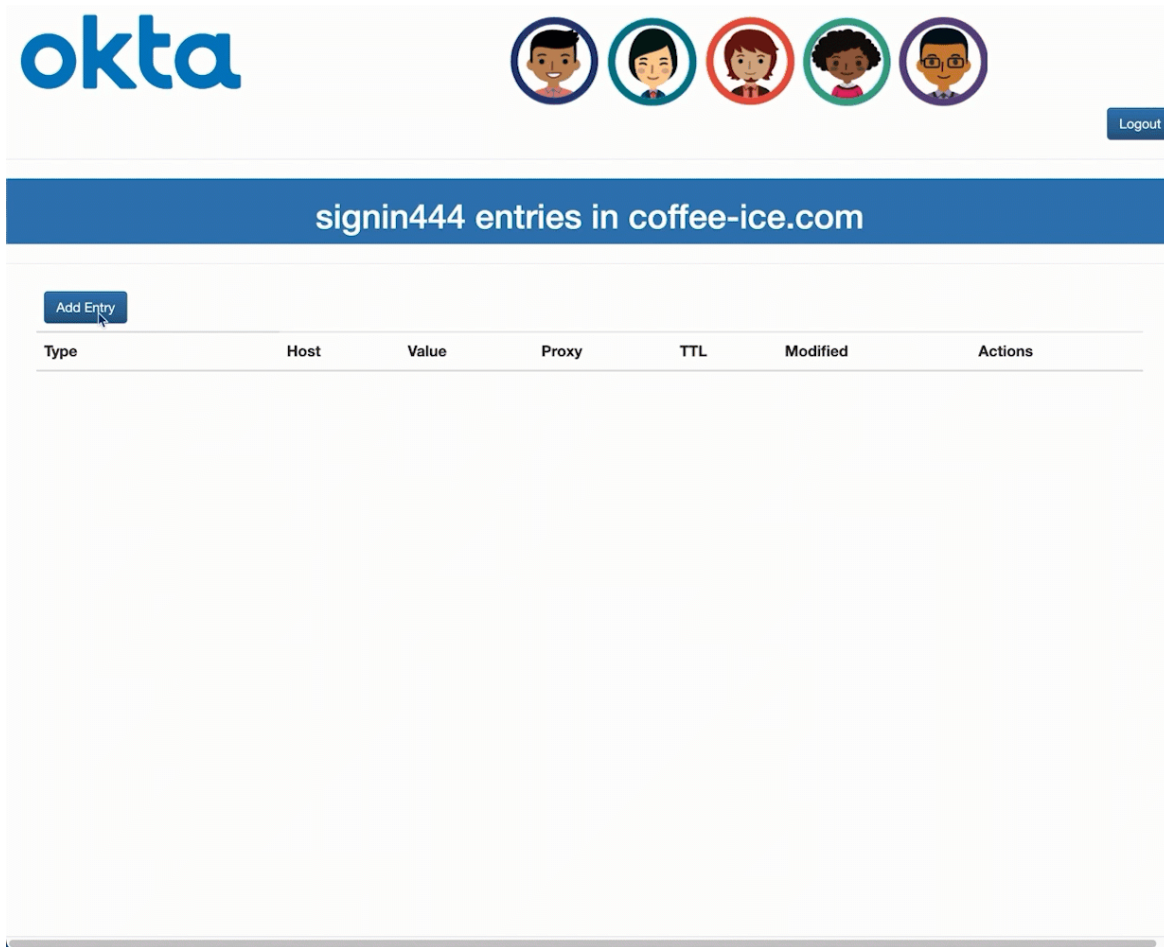 okta
Logout
signin444 entries in coffee-ice.com
Add Entry
Type Host Value Proxy TTL Modified Actions